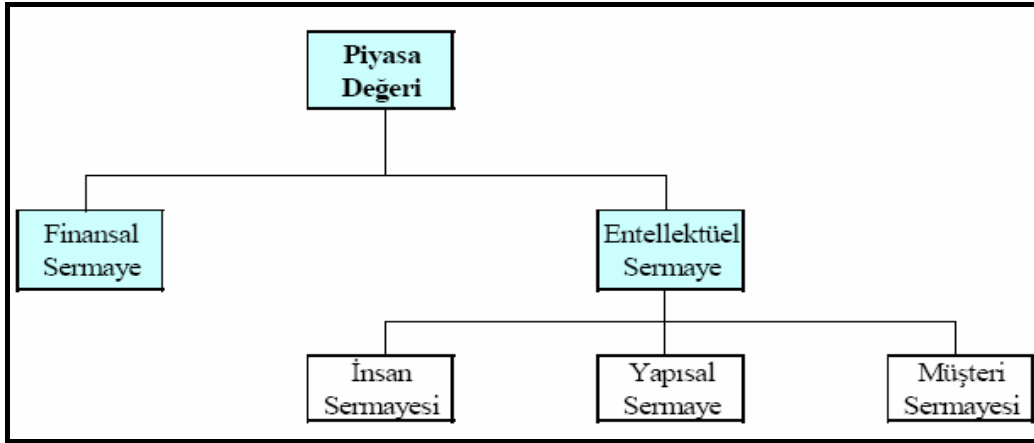 Piyasa
Değeri
Finansal
Sermaye
Entellektüel
Sermaye
İnsan
Sermayesi
Yapısal
Sermaye
Müşteri
Sermayesi